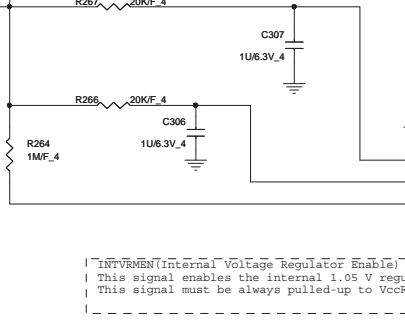 R267 20K/F_4
C307
1U/6.3V_4
R266 20K/F_4
C306
1U/6.3V_4
R264
1M/F_4
INTVRMEN(Internal Voltage Regulator Enable)
This signal enables the internal 1.05 V regu
This signal must be always pulled-up to VccR